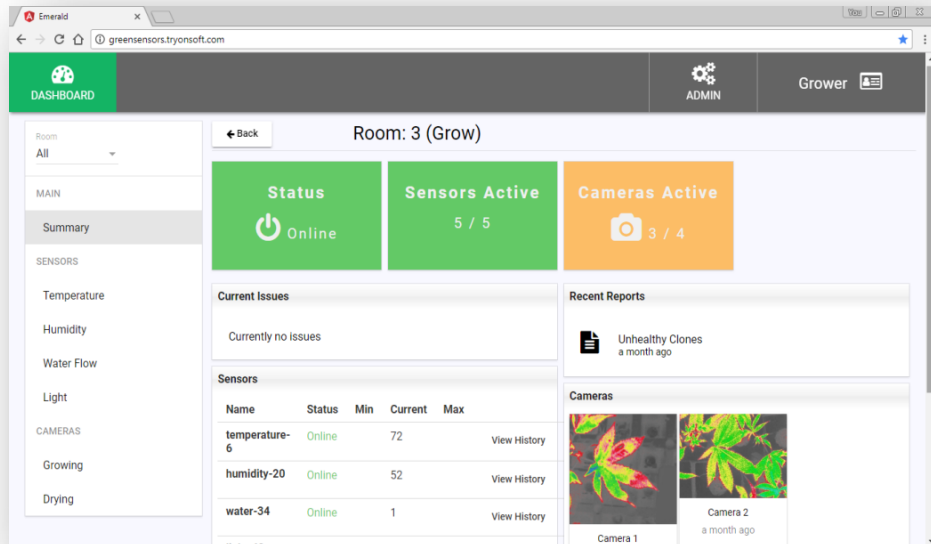 Emerald
You
greensensors.tryonsoft.com
DASHBOARD
ADMIN
Grower
Room
All
MAIN
Summary
SENSORS
Temperature
Humidity
Water Flow
Light
CAMERAS
Growing
Drying
Back
Room: 3 (Grow)
Status
Online
Sensors Active
5 / 5
Cameras Active
3 / 4
Current Issues
Currently no issues
Sensors
Name Status Min Current Max
temperature-
6 Online 72 View History
humidity-20 Online 52 View History
water-34 Online 1 View History
Recent Reports
Unhealthy Clones
a month ago
Cameras
Camera 1
Camera 2
a month ago